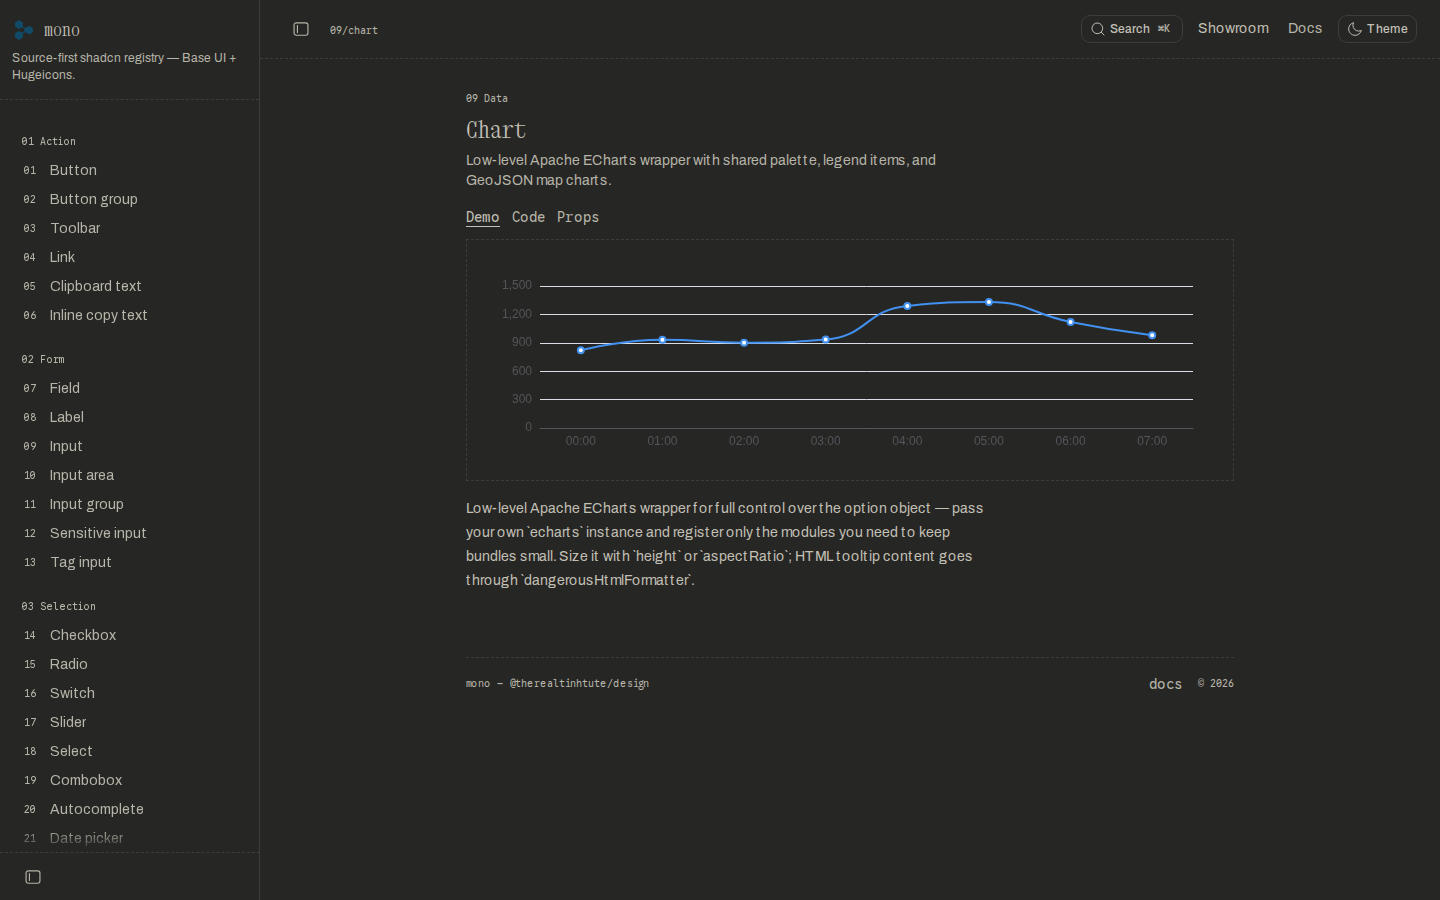 mono
Source-first shadcn registry — Base UI +
Hugeicons.
01 Action
01 Button
02 Button group
03 Toolbar
04 Link
05 Clipboard text
06 Inline copy text
02 Form
07 Field
08 Label
09 Input
10 Input area
11 Input group
12 Sensitive input
13 Tag input
03 Selection
14 Checkbox
15 Radio
16 Switch
17 Slider
18 Select
19 Combobox
20 Autocomplete
21 Date picker
09/chart
Search ⌘K Showroom Docs Theme
09 Data
Chart
Low-level Apache ECharts wrapper with shared palette, legend items, and
GeoJSON map charts.
Demo Code Props
1,500
1,200
900
600
300
0
00:00 01:00 02:00 03:00 04:00 05:00 06:00 07:00
Low-level Apache ECharts wrapper for full control over the option object — pass
your own `echarts` instance and register only the modules you need to keep
bundles small. Size it with `height` or `aspectRatio`; HTML tooltip content goes
through `dangerousHtmlFormatter`.
mono — @therealtinhtute/design
docs © 2026